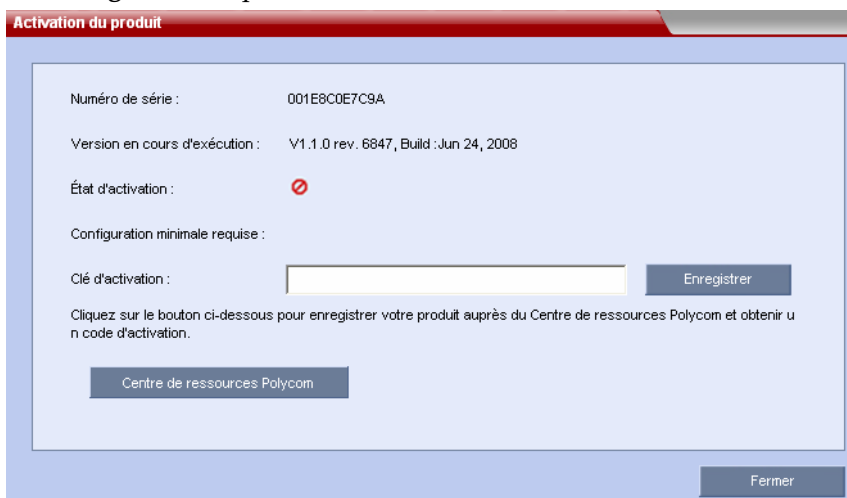 Activation du produit
Numéro de série : 001E8C0E7C9A
Version en cours d'exécution : V1.1.0 rev. 6847, Build :Jun 24, 2008
État d'activation :
Configuration minimale requise :
Clé d'activation : Enregistrer
Cliquez sur le bouton ci-dessous pour enregistrer votre produit auprès du Centre de ressources Polycom et obtenir u
n code d'activation.
Centre de ressources Polycom
Fermer